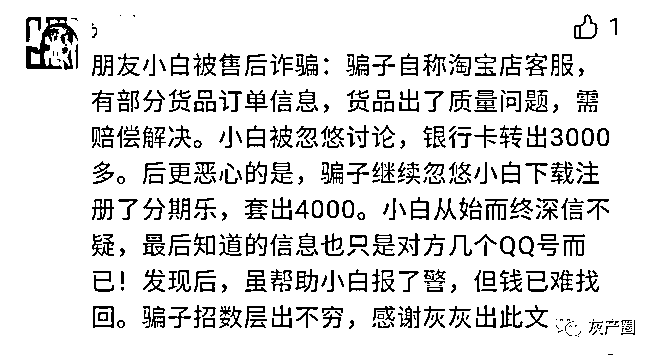 1
朋友小白被售后诈骗：骗子自称淘宝店客服，
有部分货品订单信息，货品出了质量问题，需
赔偿解决。小白被忽悠讨论，银行卡转出3000
多。后更恶心的是，骗子继续忽悠小白下载注
册了分期乐，套出4000。小白从始而终深信不
疑，最后知道的信息也只是对方几个QQ号而
已！发现后，虽帮助小白报了警，但钱已难找
回。骗子招数层出不穷，感谢灰灰出此文
灰产圈